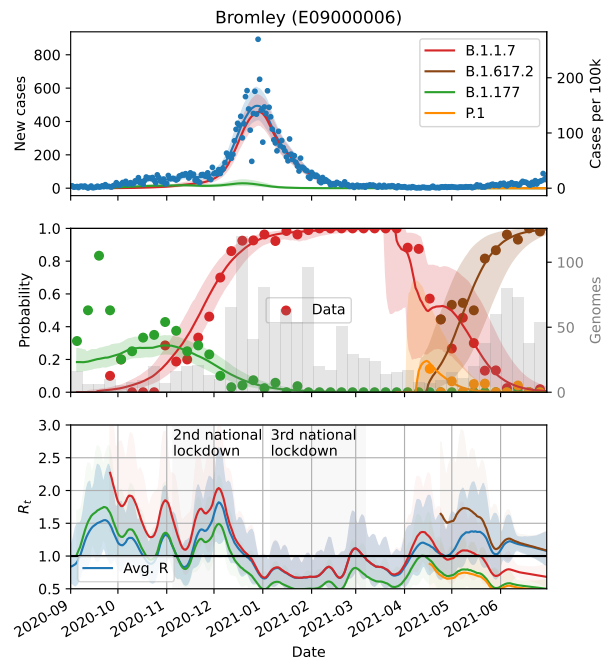 Bromley (E09000006)
New cases
800
600
400
200
0
B.1.1.7
B.1.617.2
B.1.177
P.1
200
100
0
Cases per 100k
Probability
1.0
0.8
0.6
0.4
0.2
0.0
Data
100
50
0
Genomes
R_t
3.0
2.5
2.0
1.5
1.0
0.5
2nd national
lockdown
3rd national
lockdown
Avg. R
2020-09
2020-10
2020-11
2020-12
2021-01
2021-02
2021-03
2021-04
2021-05
2021-06
Date